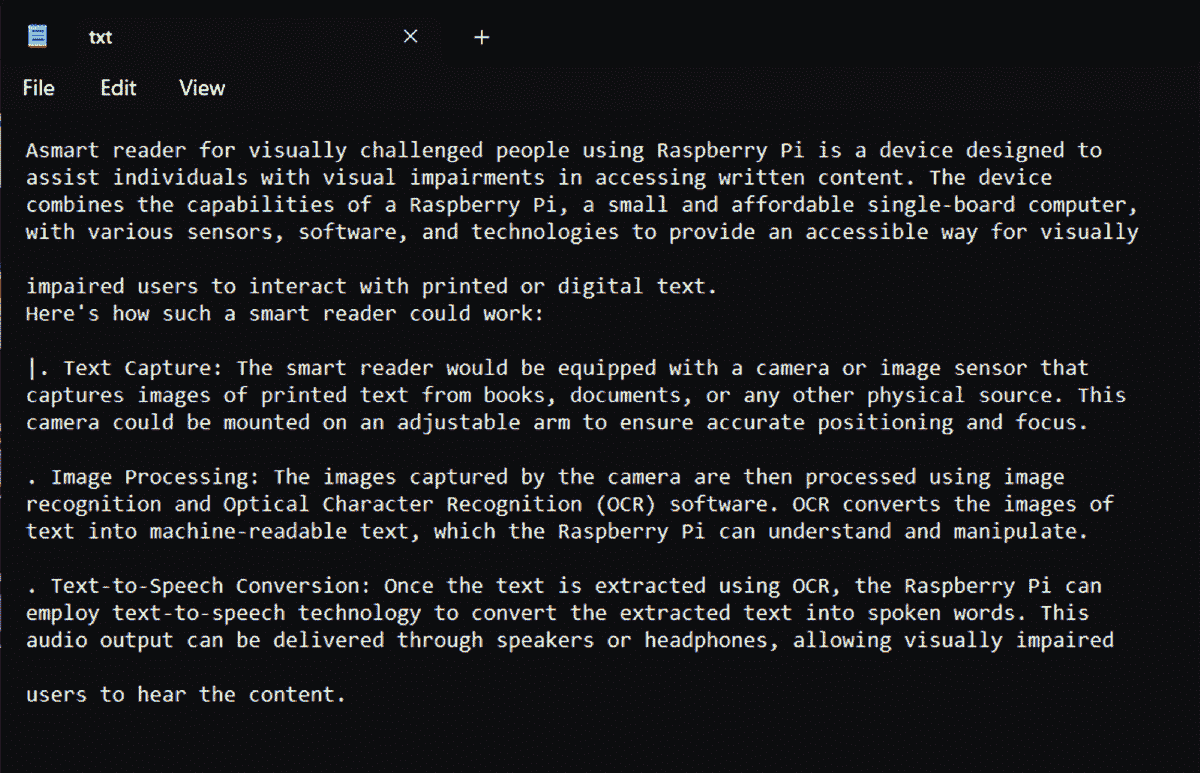 txt
File Edit View
Asmart reader for visually challenged people using Raspberry Pi is a device designed to
assist individuals with visual impairments in accessing written content. The device
combines the capabilities of a Raspberry Pi, a small and affordable single-board computer,
with various sensors, software, and technologies to provide an accessible way for visually
impaired users to interact with printed or digital text.
Here's how such a smart reader could work:
|. Text Capture: The smart reader would be equipped with a camera or image sensor that
captures images of printed text from books, documents, or any other physical source. This
camera could be mounted on an adjustable arm to ensure accurate positioning and focus.
. Image Processing: The images captured by the camera are then processed using image
recognition and Optical Character Recognition (OCR) software. OCR converts the images of
text into machine-readable text, which the Raspberry Pi can understand and manipulate.
. Text-to-Speech Conversion: Once the text is extracted using OCR, the Raspberry Pi can
employ text-to-speech technology to convert the extracted text into spoken words. This
audio output can be delivered through speakers or headphones, allowing visually impaired
users to hear the content.